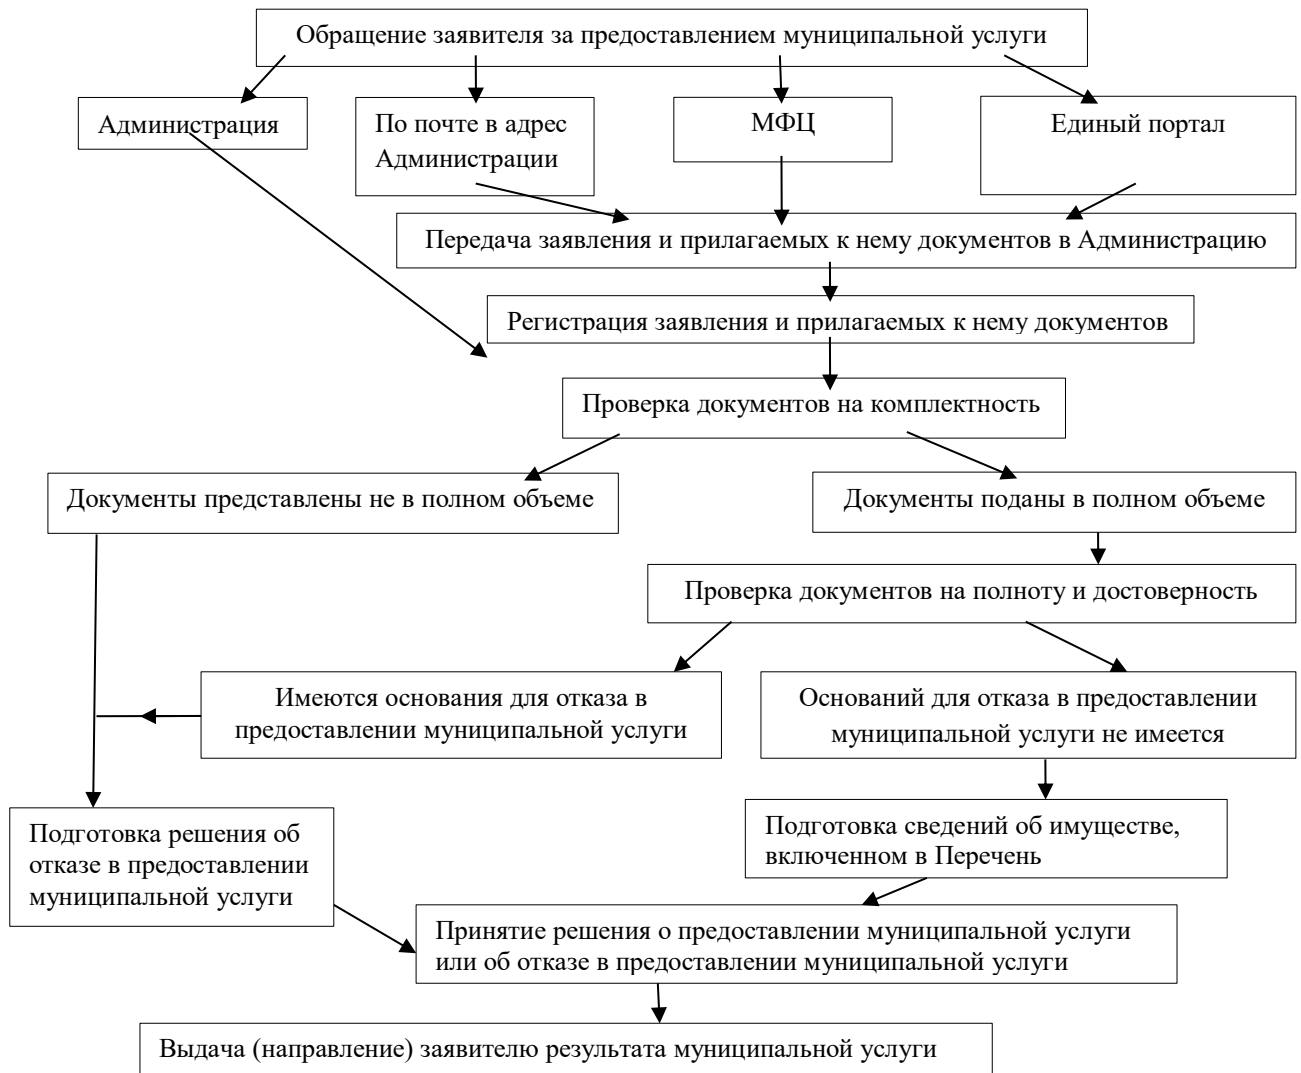 Обращение заявителя за предоставлением муниципальной услуги
Администрация
По почте в адрес
Администрации
МФЦ
Единый портал
Передача заявления и прилагаемых к нему документов в Администрацию
Регистрация заявления и прилагаемых к нему документов
Проверка документов на комплектность
Документы представлены не в полном объеме
Документы поданы в полном объеме
Проверка документов на полноту и достоверность
Имеются основания для отказа в
предоставлении муниципальной услуги
Оснований для отказа в предоставлении
муниципальной услуги не имеется
Подготовка решения об
отказе в предоставлении
муниципальной услуги
Подготовка сведений об имуществе,
включенном в Перечень
Принятие решения о предоставлении муниципальной услуги
или об отказе в предоставлении муниципальной услуги
Выдача (направление) заявителю результата муниципальной услуги